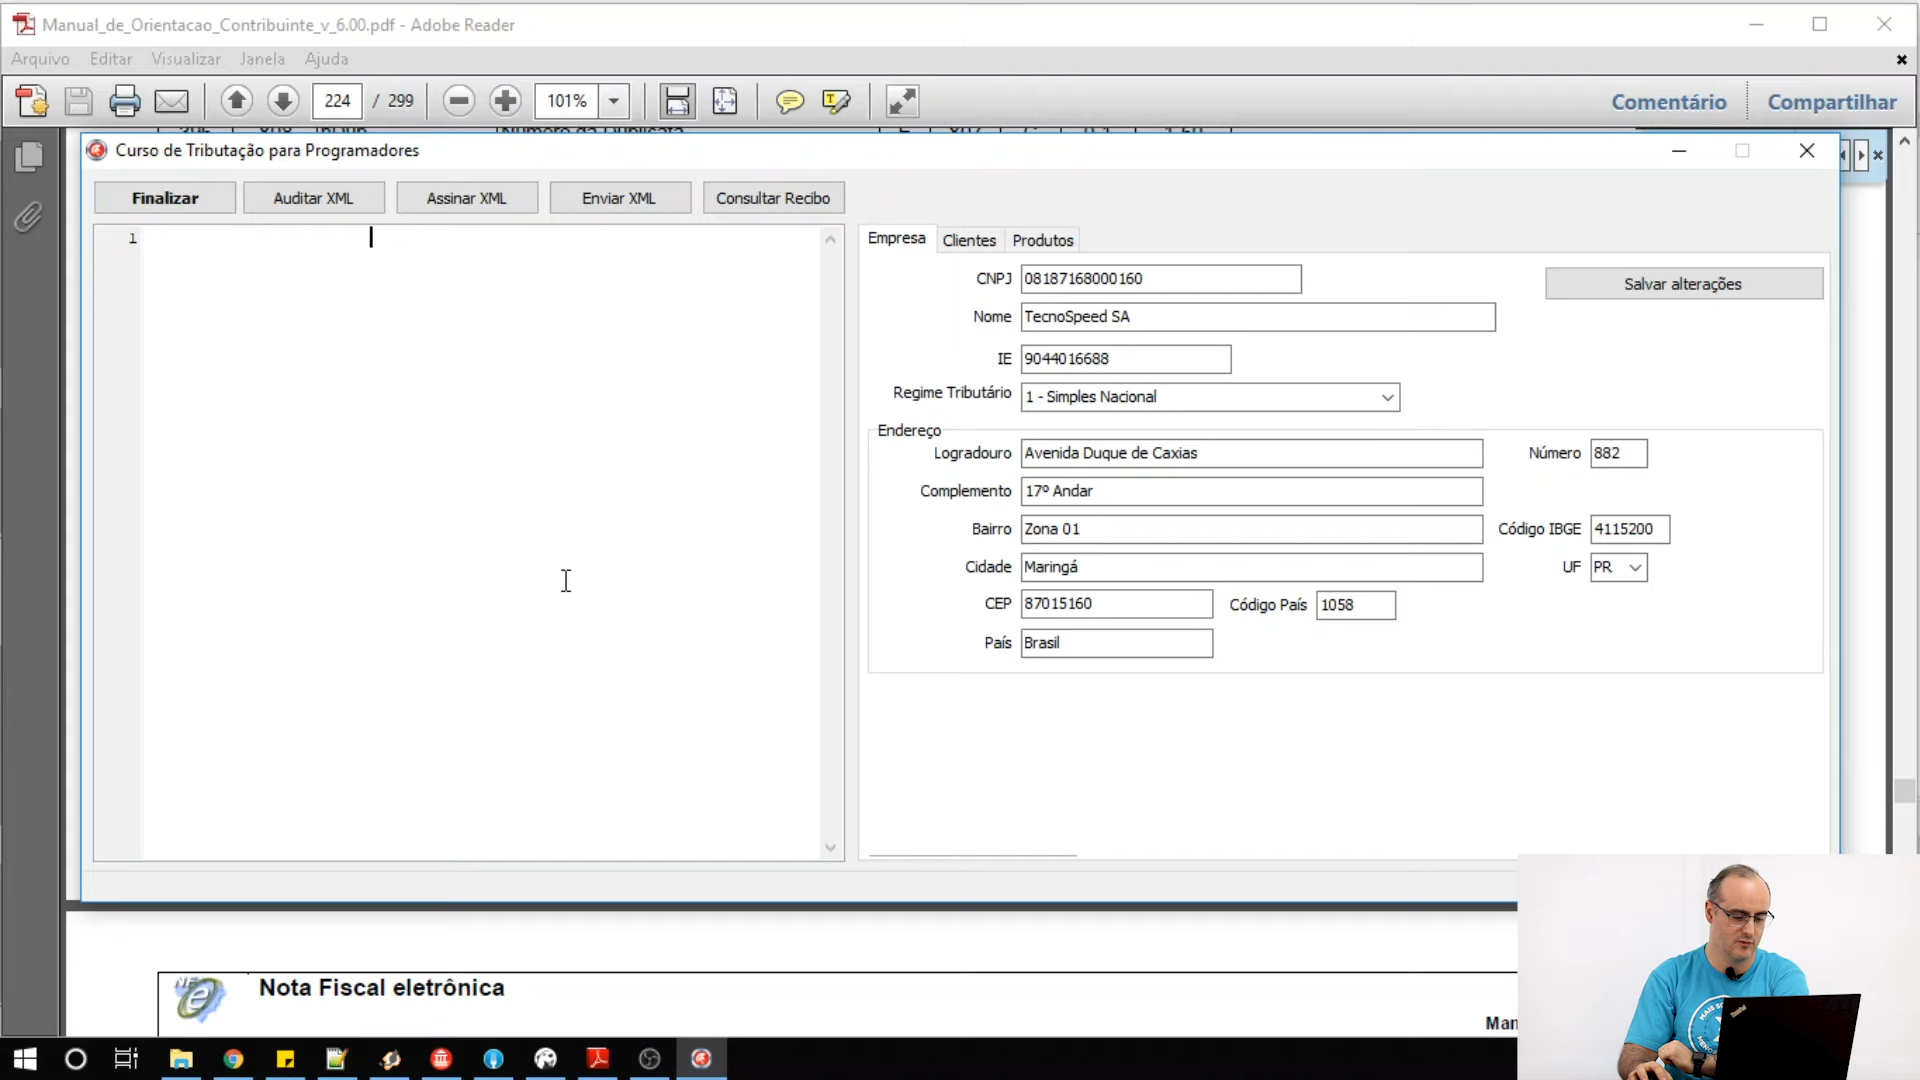 Manual_de_Orientacao_Contribuinte_v_6.00.pdf - Adobe Reader
Arquivo Editar Visualizar Janela Ajuda
224 / 299 101% Comentário Compartilhar
Curso de Tributação para Programadores
Finalizar Auditar XML Assinar XML Enviar XML Consultar Recibo
1
Empresa Clientes Produtos
CNPJ 08187168000160 Salvar alterações
Nome TecnoSpeed SA
IE 9044016688
Regime Tributário 1 - Simples Nacional
Endereço
Logradouro Avenida Duque de Caxias Número 882
Complemento 17º Andar
Bairro Zona 01 Código IBGE 4115200
Cidade Maringá UF PR
CEP 87015160 Código País 1058
País Brasil
NF e Nota Fiscal eletrônica
Man
ThinkPad